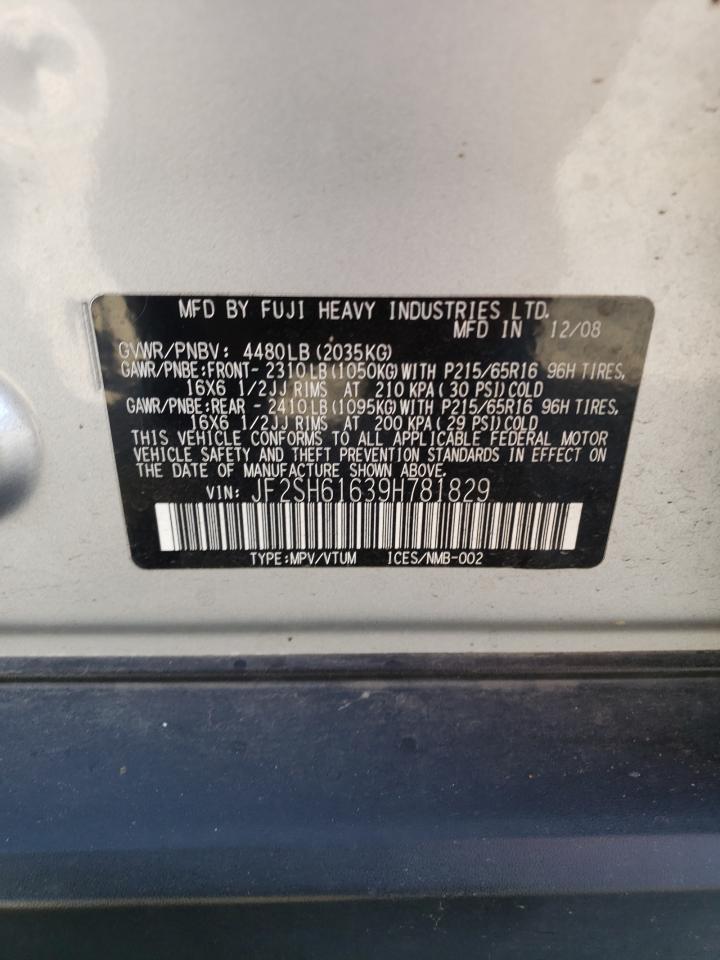 MFD BY FUJI HEAVY INDUSTRIES LTD.
MFD IN 12/08
GVWR/PNBV: 4480LB(2035KG)
GAWR/PNBE:FRONT- 2310LB(1050KG)WITH P215/65R16 96H TIRES,
16X6 1/2JJ RIMS AT 210 KPA(30 PSI)COLD
GAWR/PNBE:REAR - 2410LB(1095KG)WITH P215/65R16 96H TIRES,
16X6 1/2JJ RIMS AT 200 KPA(29 PSI)COLD
THIS VEHICLE CONFORMS TO ALL APPLICABLE FEDERAL MOTOR
VEHICLE SAFETY AND THEFT PREVENTION STANDARDS IN EFFECT ON
THE DATE OF MANUFACTURE SHOWN ABOVE.
VIN: JF2SH61639H781829
TYPE:MPV/VTUM ICES/NMB-002